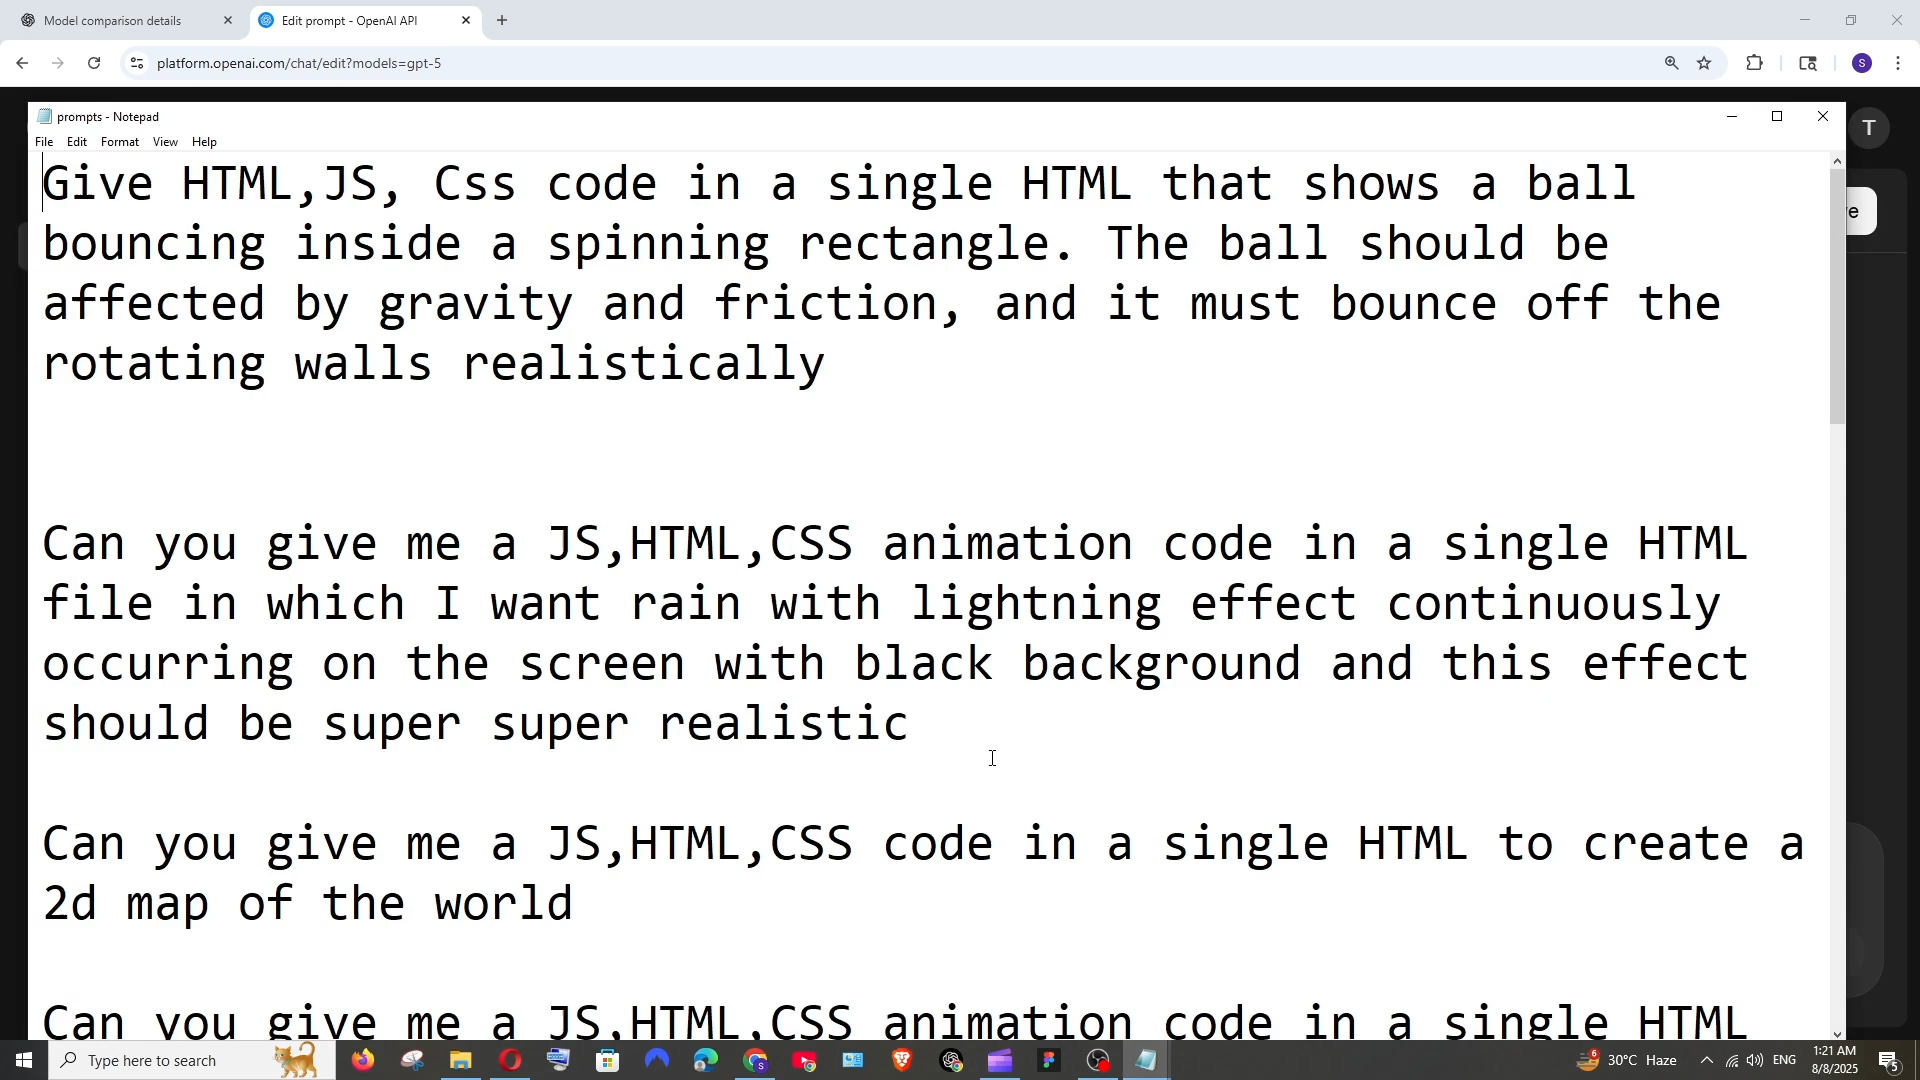 Model comparison details
Edit prompt - OpenAI API
platform.openai.com/chat/edit?models=gpt-5
S
prompts - Notepad
T
File Edit Format View Help
Give HTML,JS, Css code in a single HTML that shows a ball
bouncing inside a spinning rectangle. The ball should be
affected by gravity and friction, and it must bounce off the
rotating walls realistically
Can you give me a JS,HTML,CSS animation code in a single HTML
file in which I want rain with lightning effect continuously
occurring on the screen with black background and this effect
should be super super realistic
Can you give me a JS,HTML,CSS code in a single HTML to create a
2d map of the world
Can you give me a JS,HTML,CSS animation code in a single HTML
Type here to search
6
30°C Haze
ENG
1:21 AM
8/8/2025
5